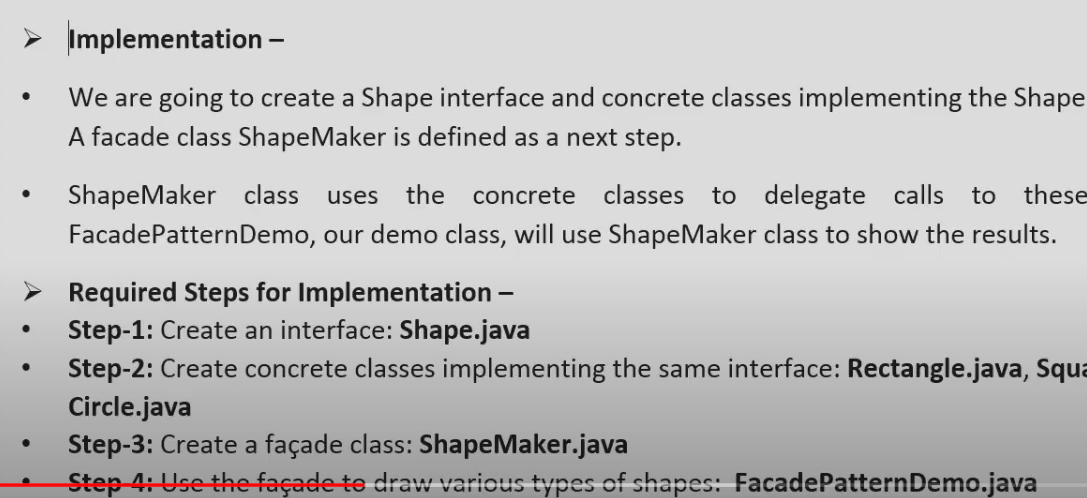 ➤ Implementation –
• We are going to create a Shape interface and concrete classes implementing the Shape
A facade class ShapeMaker is defined as a next step.
• ShapeMaker class uses the concrete classes to delegate calls to these
FacadePatternDemo, our demo class, will use ShapeMaker class to show the results.
➤ Required Steps for Implementation –
• Step-1: Create an interface: Shape.java
• Step-2: Create concrete classes implementing the same interface: Rectangle.java, Squa
Circle.java
• Step-3: Create a façade class: ShapeMaker.java
• Step-4: Use the façade to draw various types of shapes: FacadePatternDemo.java